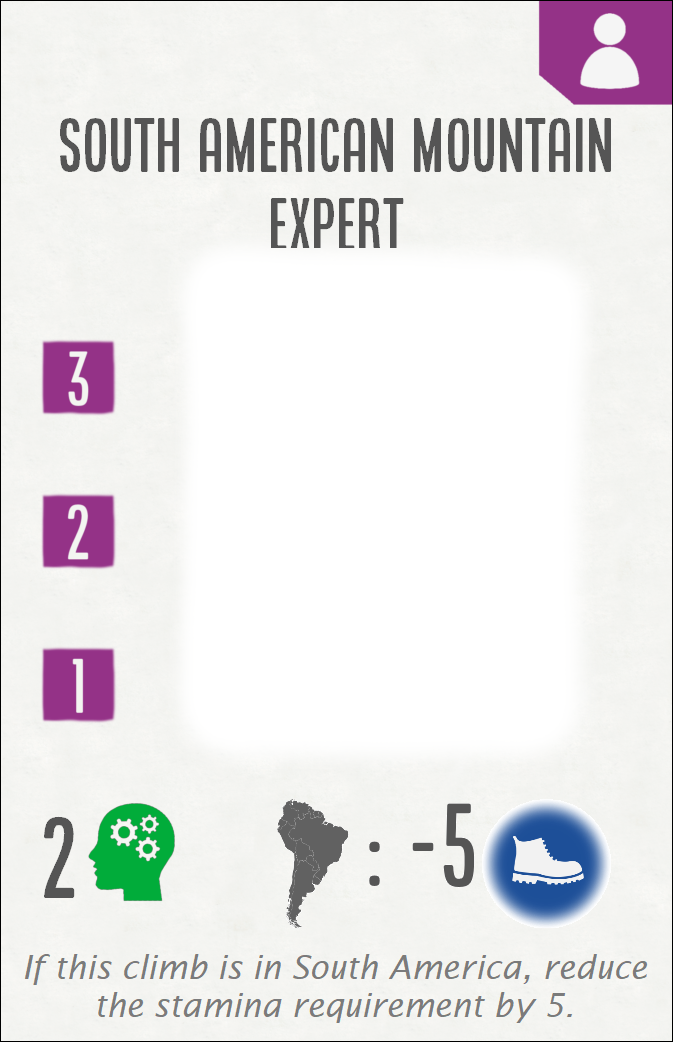 SOUTH AMERICAN MOUNTAIN
EXPERT
3
2
1
2 : -5
If this climb is in South America, reduce
the stamina requirement by 5.